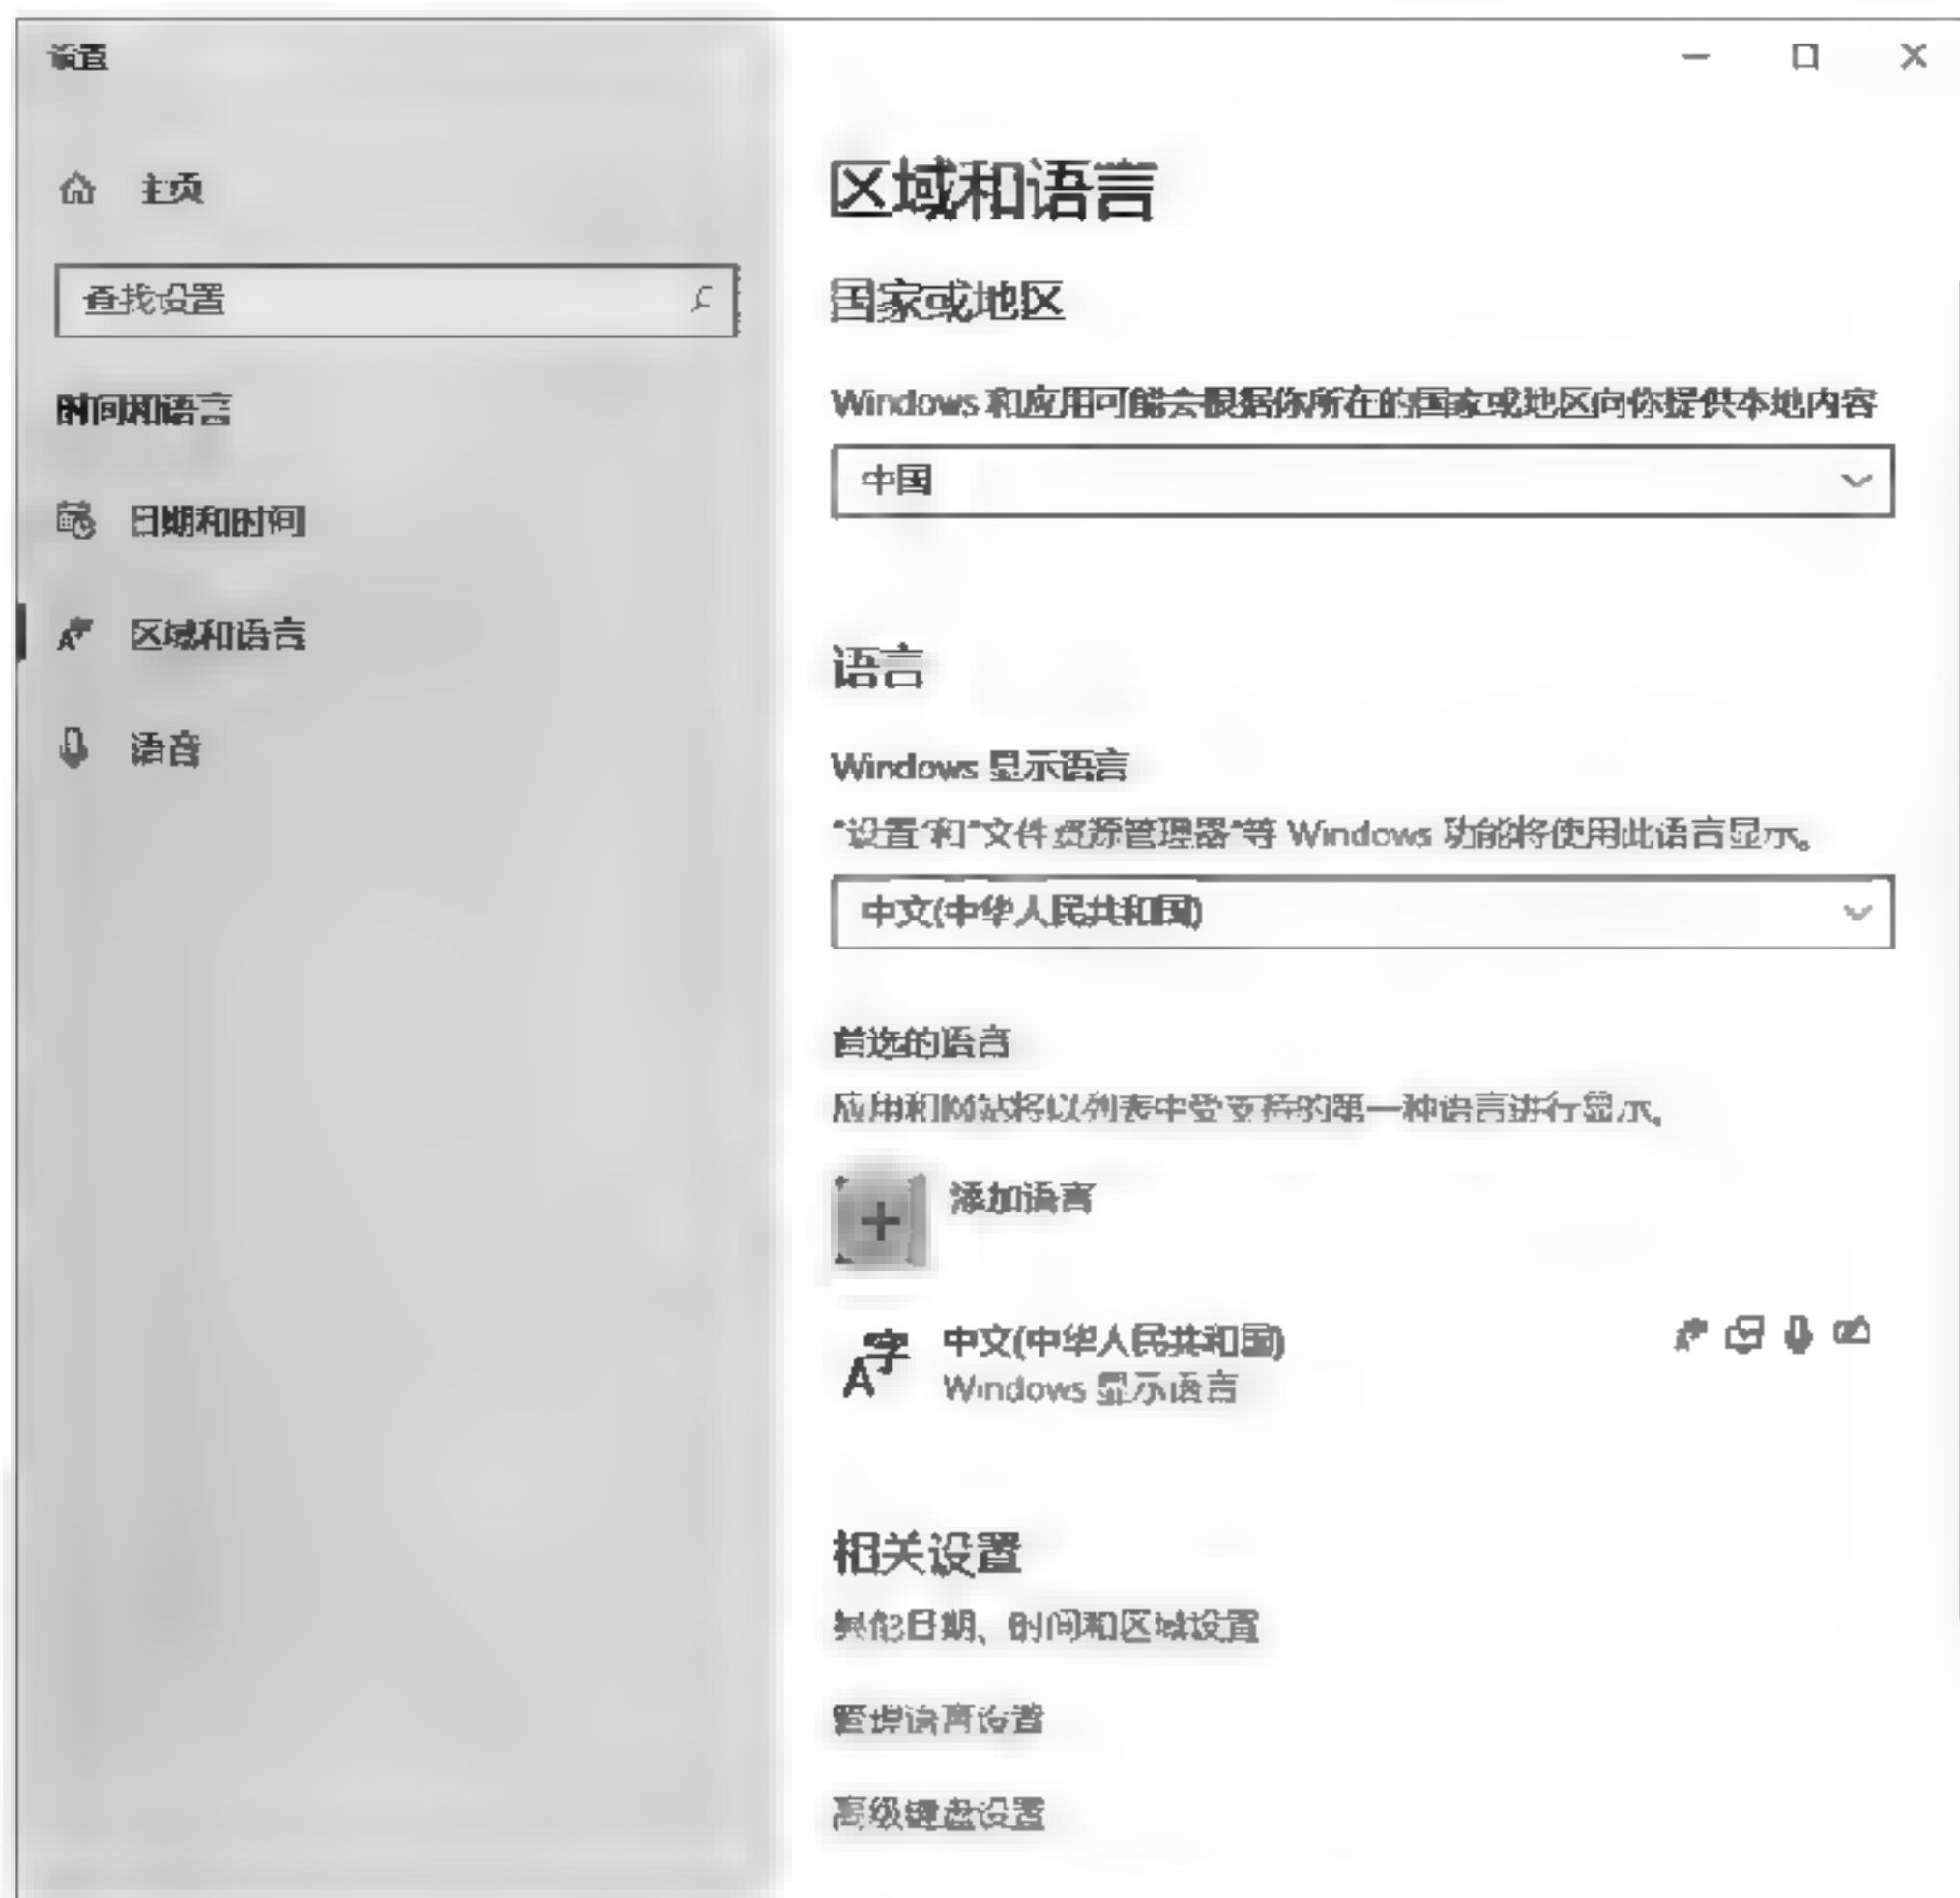 设置
主页
查找设置
时间和语言
日期和时间
区域和语言
语音
区域和语言
国家或地区
Windows 和应用可能会根据你所在的国家或地区向你提供本地内容
中国
语言
Windows 显示语言
"设置"和"文件资源管理器"等 Windows 功能将使用此语言显示。
中文(中华人民共和国)
首选的语言
应用和网站将以列表中受支持的第一种语言进行显示。
添加语言
中文(中华人民共和国)
Windows 显示语言
相关设置
其他日期、时间和区域设置
管理语言设置
高级键盘设置